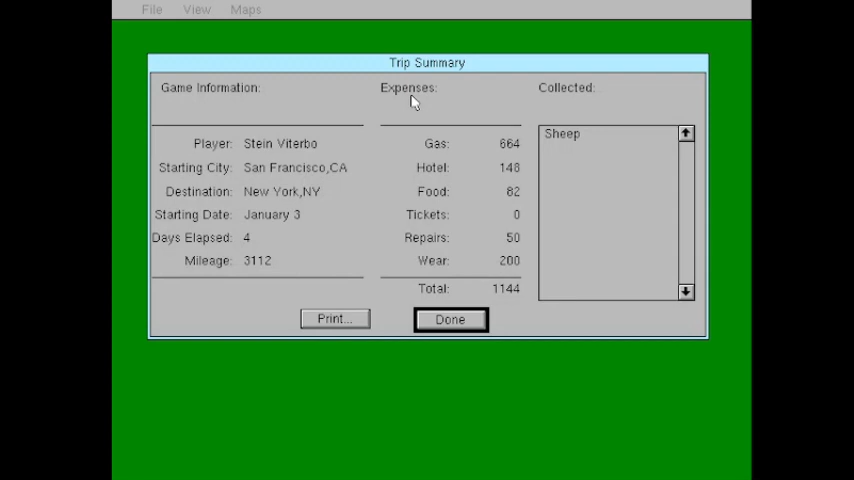 File View Maps
Trip Summary
Game Information: Expenses: Collected:
Player: Stein Viterbo Gas: 664 Sheep
Starting City: San Francisco,CA Hotel: 148
Destination: New York,NY Food: 82
Starting Date: January 3 Tickets: 0
Days Elapsed: 4 Repairs: 50
Mileage: 3112 Wear: 200
Total: 1144
Print... Done